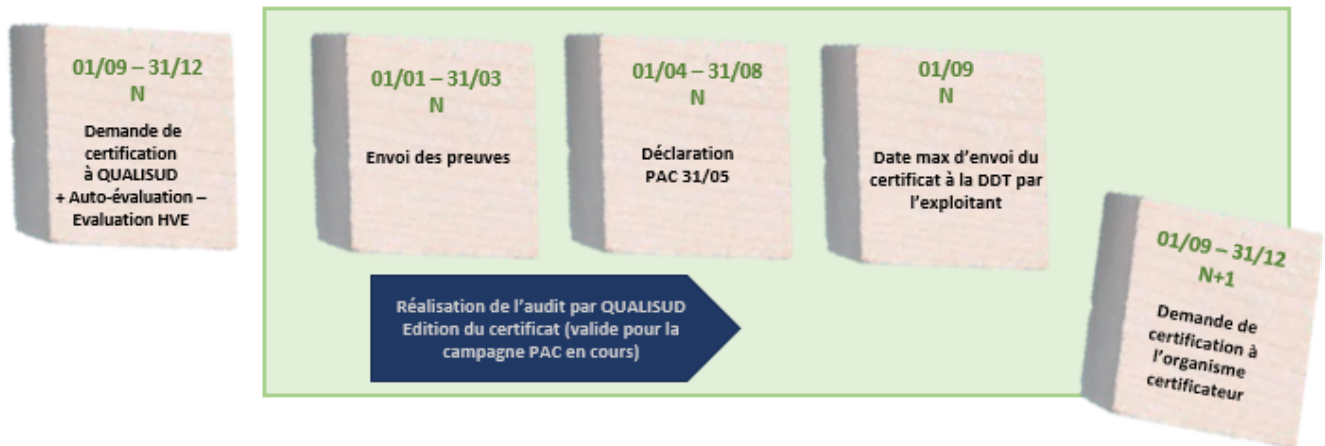 01/09 – 31/12
N
Demande de
certification
à QUALISUD
+ Auto-évaluation –
Evaluation HVE
01/01 – 31/03
N
Envoi des preuves
01/04 – 31/08
N
Déclaration
PAC 31/05
01/09
N
Date max d’envoi du
certificat à la DDT par
l’exploitant
Réalisation de l’audit par QUALISUD
Edition du certificat (valide pour la
campagne PAC en cours)
01/09 – 31/12
N+1
Demande de
certification à
l’organisme
certificateur